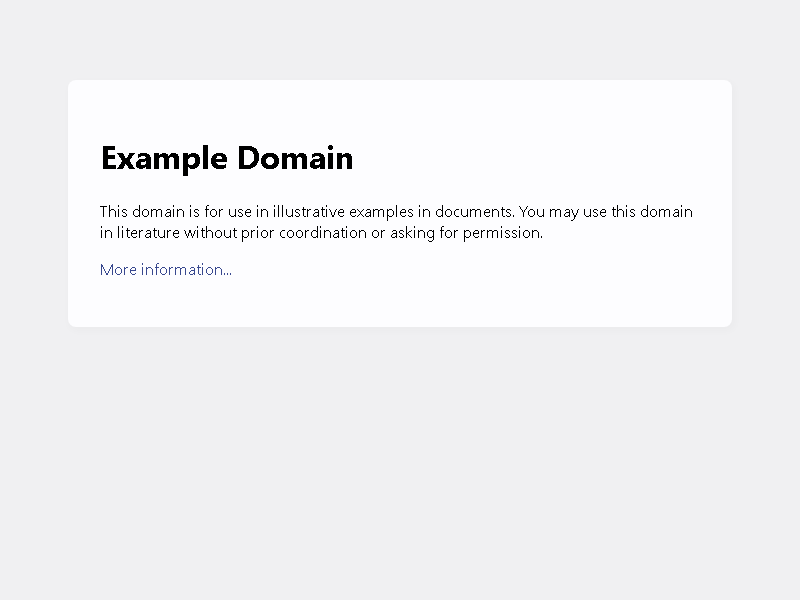 Example Domain
This domain is for use in illustrative examples in documents. You may use this domain
in literature without prior coordination or asking for permission.
More information...